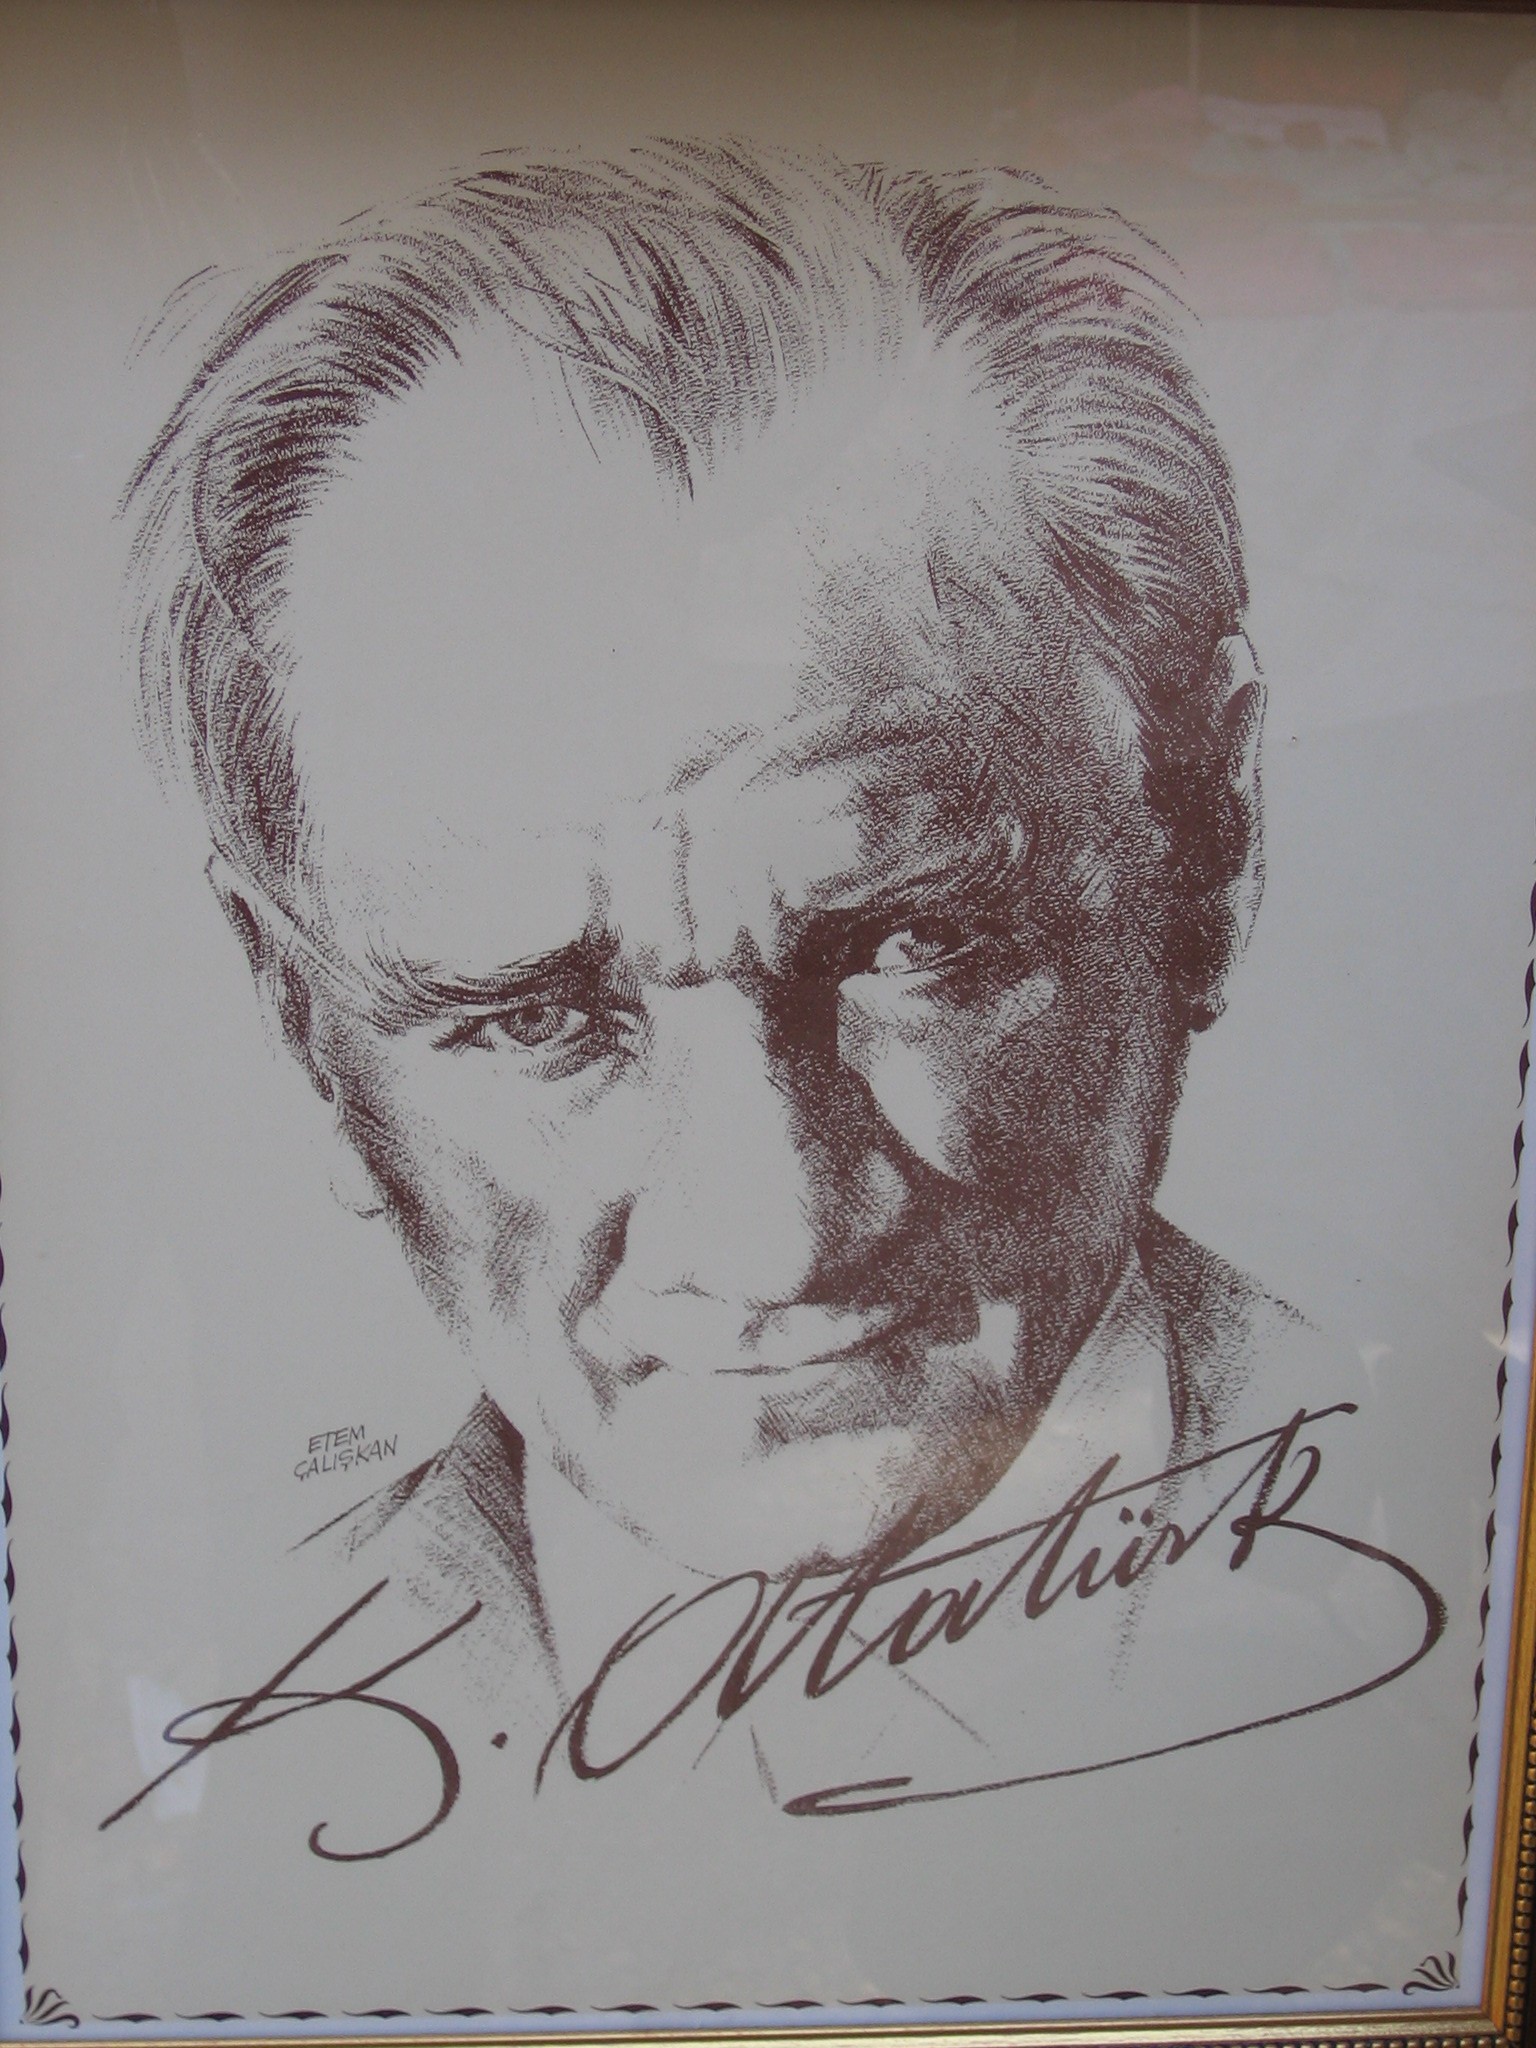 ETEM
ÇALIŞKAN
K. Atatürk